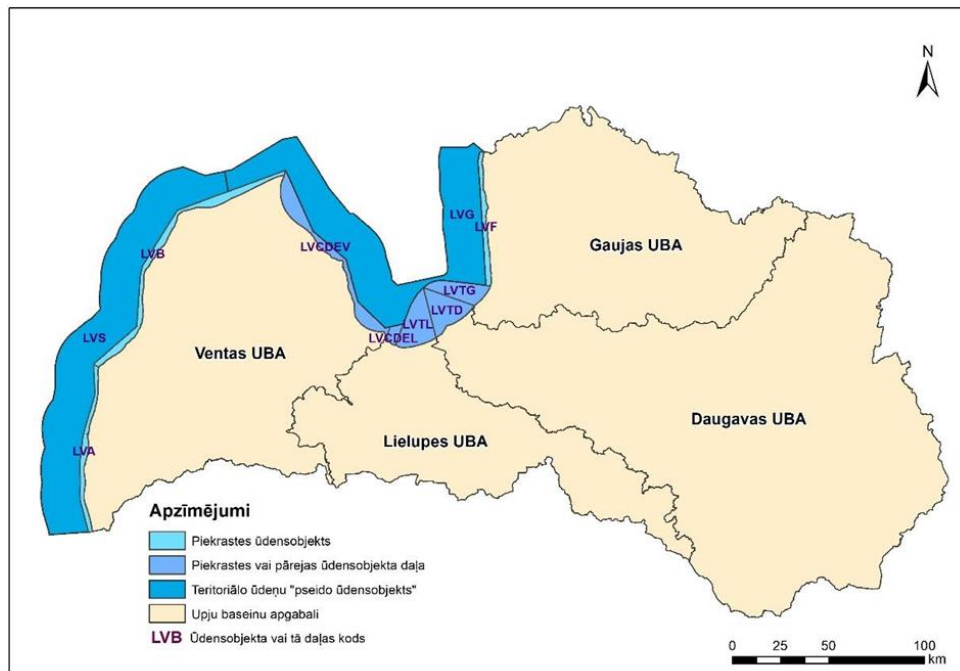 N
LVG
LVF
LVB
LVCDEV
Gaujas UBA
LVTG
LVTD
LVTL
LVS
LVCDEL
Ventas UBA
Daugavas UBA
Lielupes UBA
LVA
Apzīmējumi
Piekrastes ūdensobjekts
Piekrastes vai pārejas ūdensobjekta daļa
Teritoriālo ūdeņu "pseido ūdensobjekts"
Upju baseinu apgabali
LVB Ūdensobjekta vai tā daļas kods
0 25 50 100
km